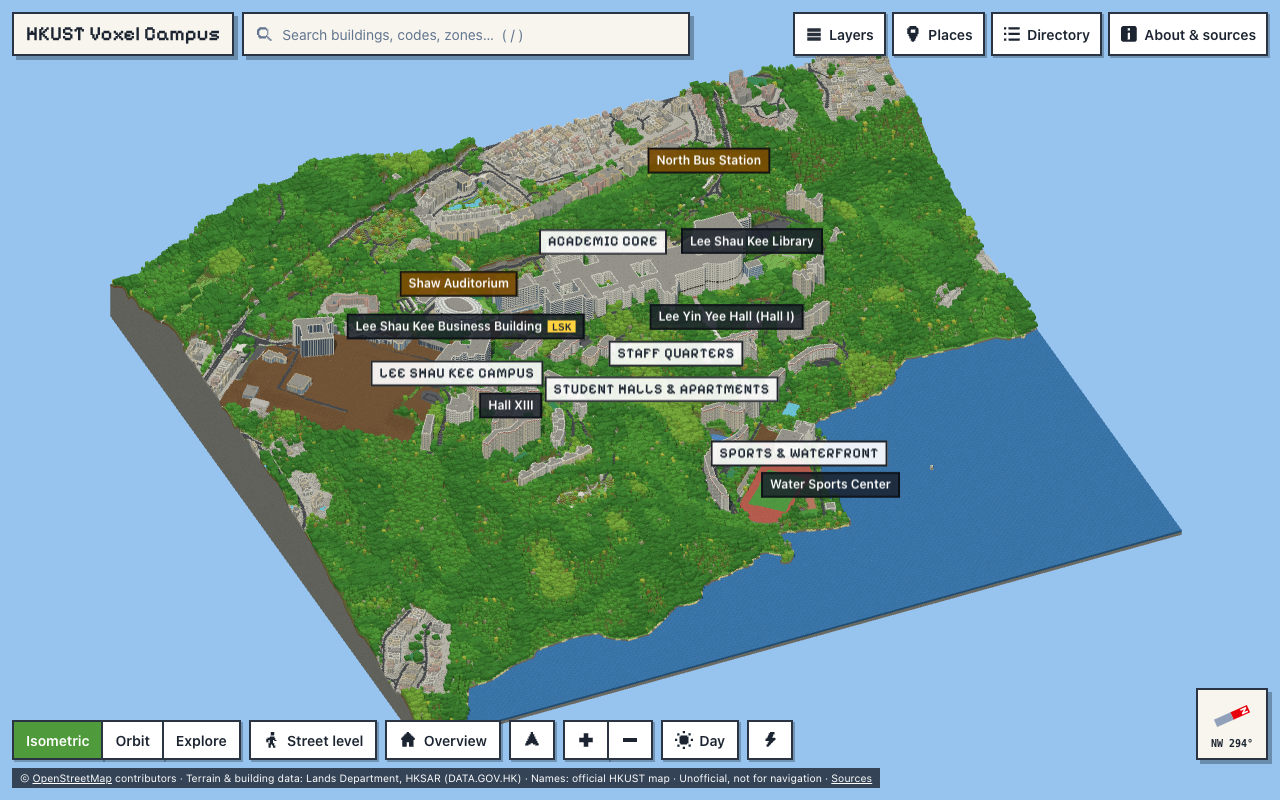 HKUST Voxel Campus
Search buildings, codes, zones... ( / )
Layers
Places
Directory
About & sources
North Bus Station
ACADEMIC CORE
Lee Shau Kee Library
Shaw Auditorium
Lee Yin Yee Hall (Hall I)
Lee Shau Kee Business Building LSK
STAFF QUARTERS
LEE SHAU KEE CAMPUS
STUDENT HALLS & APARTMENTS
Hall XIII
SPORTS & WATERFRONT
Water Sports Center
Isometric
Orbit
Explore
Street level
Overview
Day
N
NW 294°
© OpenStreetMap contributors · Terrain & building data: Lands Department, HKSAR (DATA.GOV.HK) · Names: official HKUST map · Unofficial, not for navigation · Sources